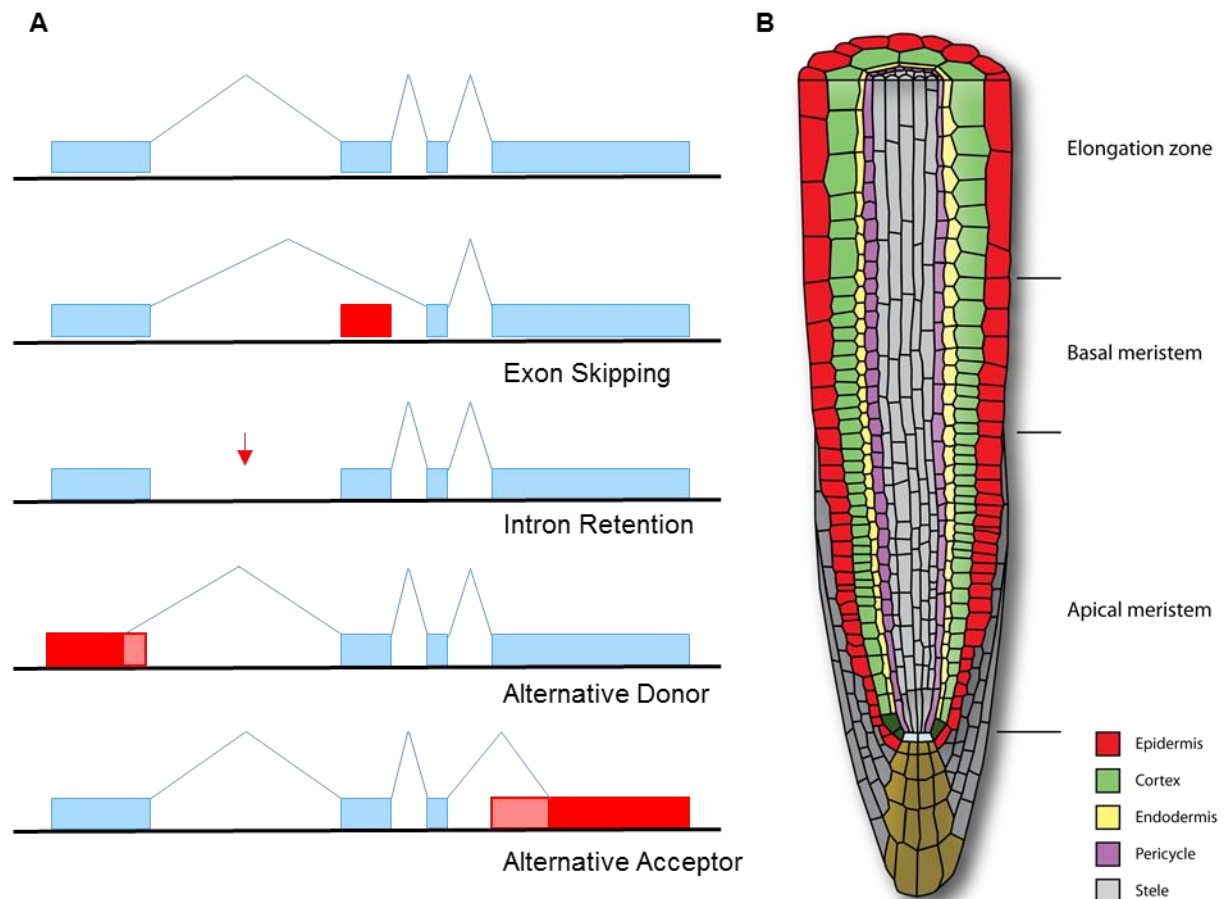 A
Exon Skipping
Intron Retention
Alternative Donor
Alternative Acceptor
B
Elongation zone
Basal meristem
Apical meristem
Epidermis
Cortex
Endodermis
Pericycle
Stele